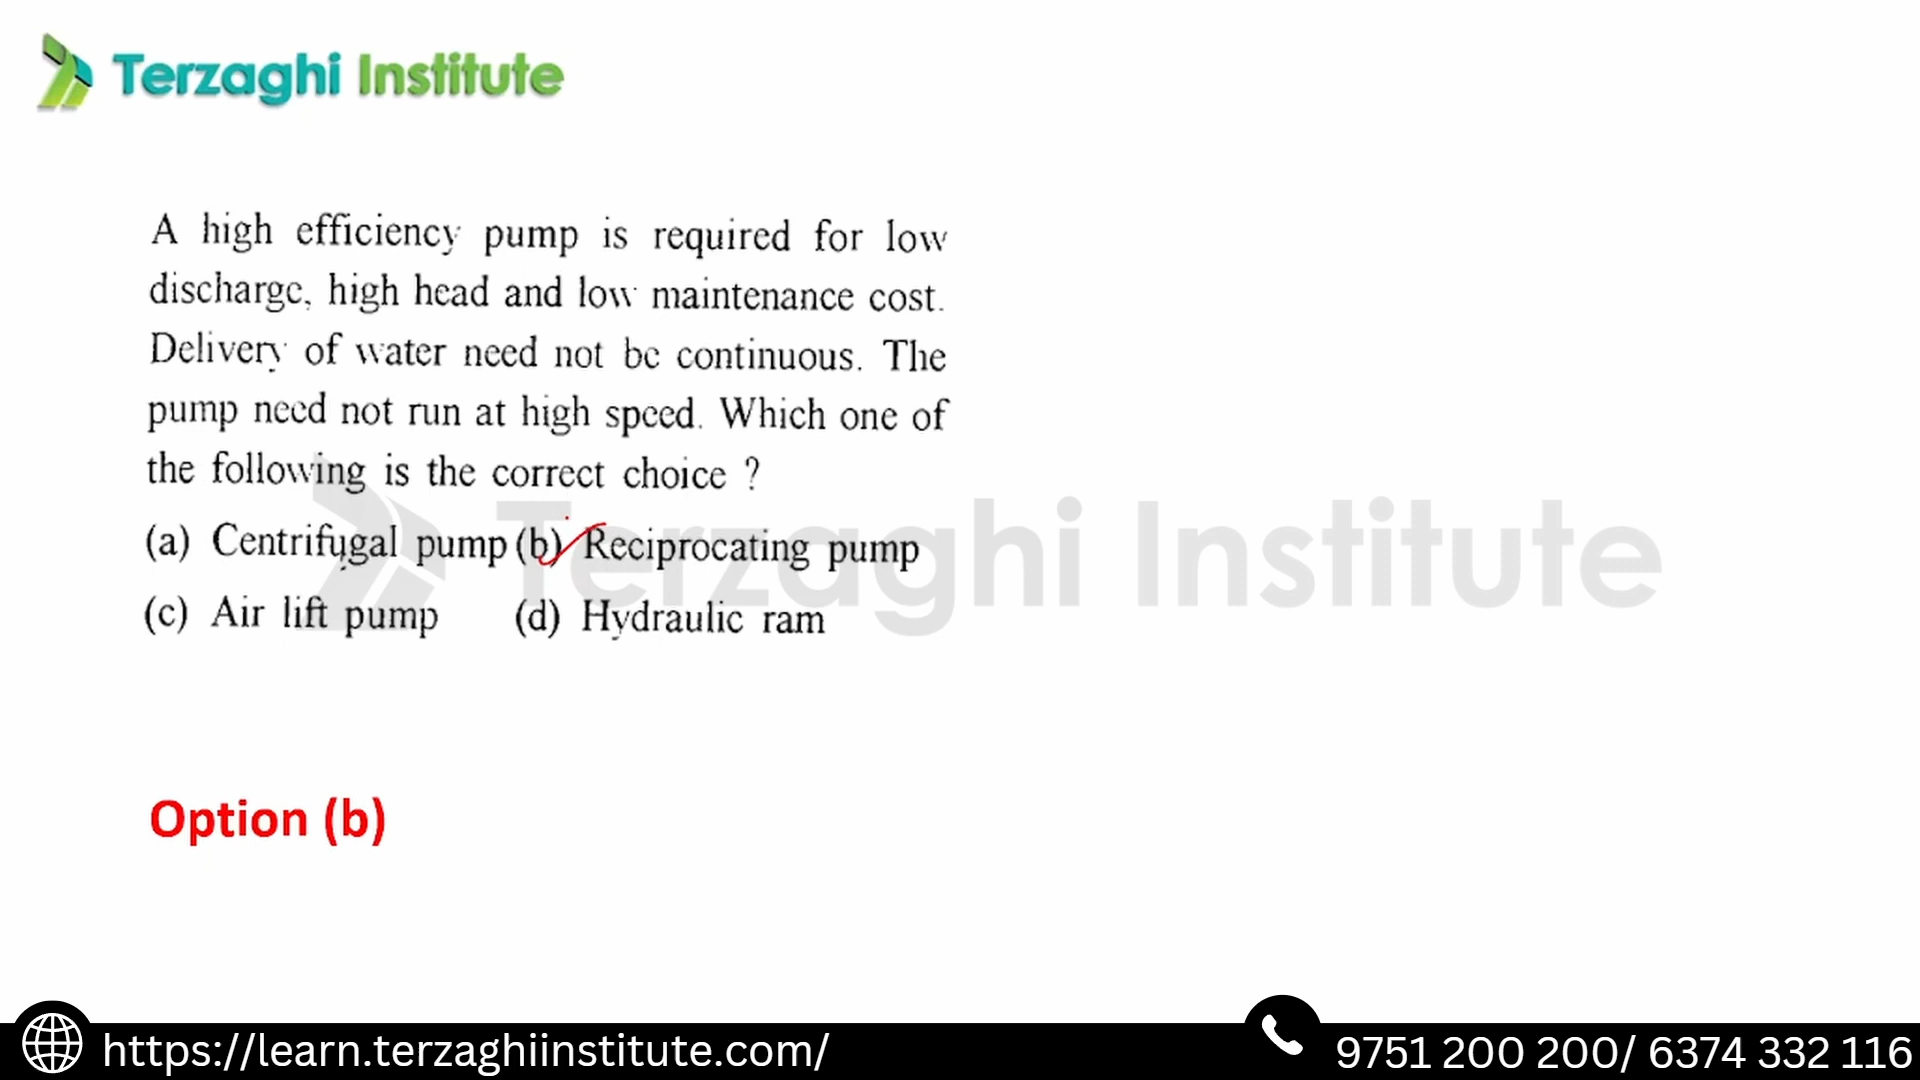 Terzaghi Institute
A high efficiency pump is required for low
discharge, high head and low maintenance cost.
Delivery of water need not be continuous. The
pump need not run at high speed. Which one of
the following is the correct choice ?
(a) Centrifugal pump (b) Reciprocating pump
(c) Air lift pump (d) Hydraulic ram
Terzaghi Institute
Option (b)
https://learn.terzaghiinstitute.com/
9751 200 200/ 6374 332 116